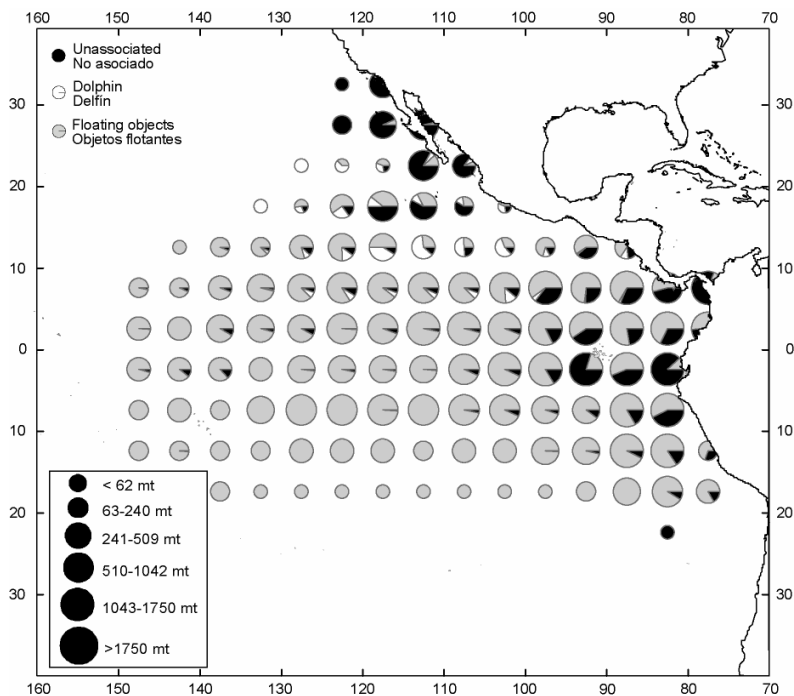 160 150 140 130 120 110 100 90 80 70
Unassociated
No asociado
Dolphin
Delfín
Floating objects
Objetos flotantes
30 30
20 20
10 10
0 0
10 10
< 62 mt
63-240 mt
20 20
241-509 mt
510-1042 mt
30 30
1043-1750 mt
>1750 mt
160 150 140 130 120 110 100 90 80 70